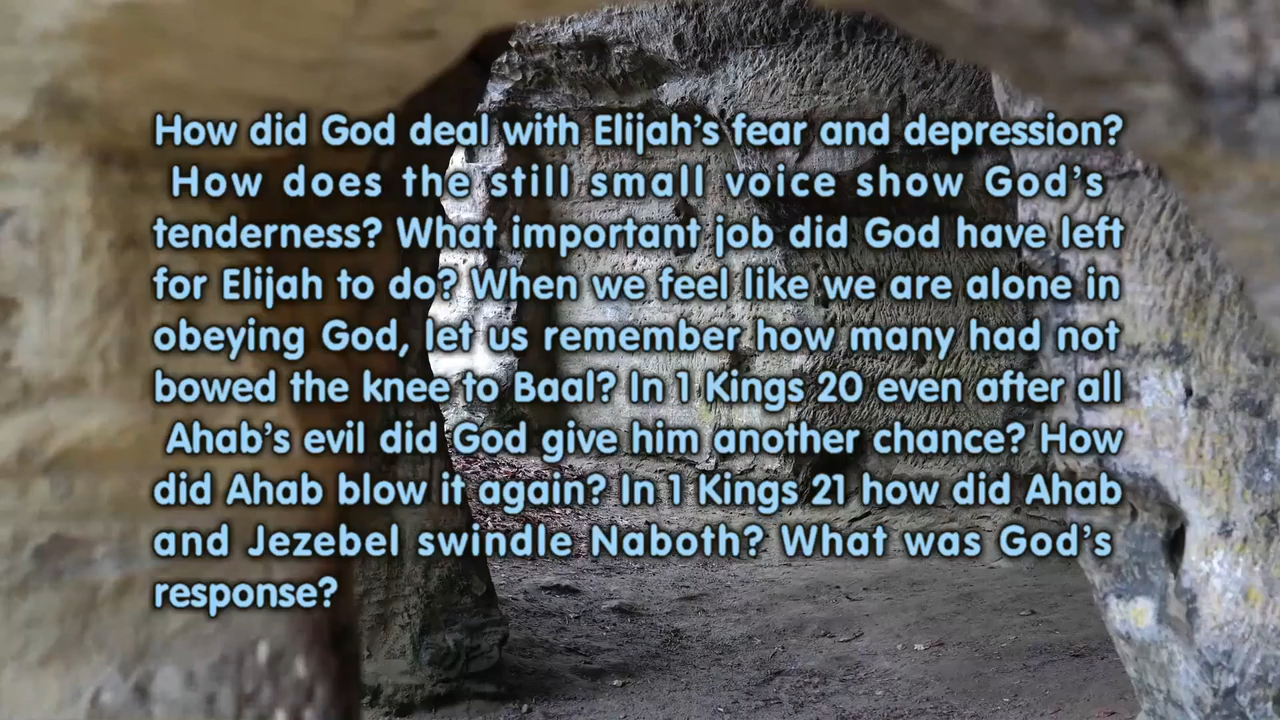 How did God deal with Elijah’s fear and depression?
How does the still small voice show God’s
tenderness? What important job did God have left
for Elijah to do? When we feel like we are alone in
obeying God, let us remember how many had not
bowed the knee to Baal? In 1 Kings 20 even after all
Ahab’s evil did God give him another chance? How
did Ahab blow it again? In 1 Kings 21 how did Ahab
and Jezebel swindle Naboth? What was God’s
response?